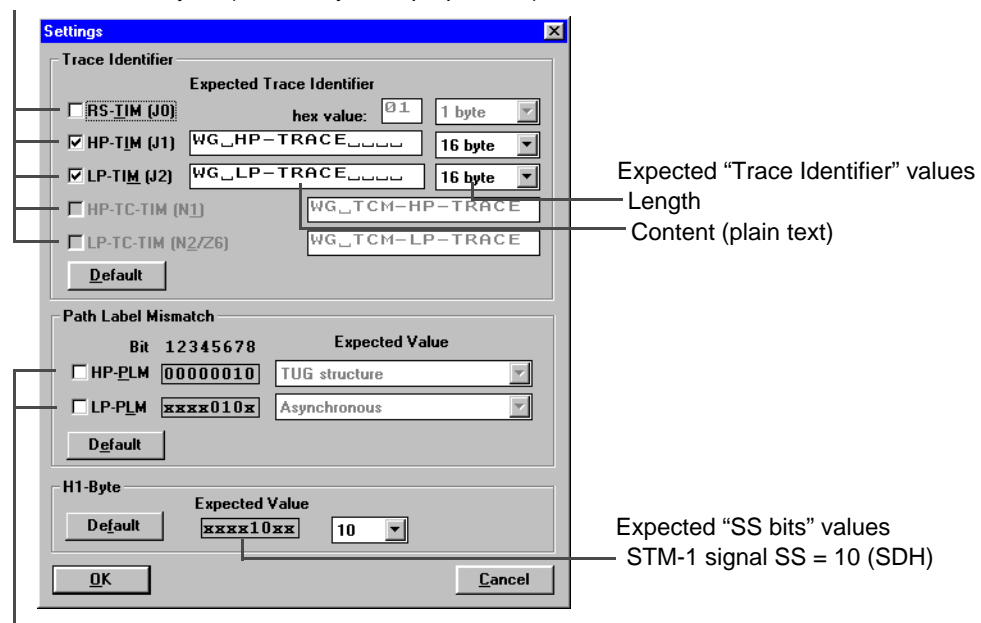 Settings
Trace Identifier
Expected Trace Identifier
RS-TIM (J0) hex value: 01 1 byte
HP-TIM (J1) WG␣HP-TRACE␣␣␣␣ 16 byte
LP-TIM (J2) WG␣LP-TRACE␣␣␣␣ 16 byte
HP-TC-TIM (N1) WG␣TCM-HP-TRACE
LP-TC-TIM (N2/Z6) WG␣TCM-LP-TRACE
Default
Expected “Trace Identifier” values
Length
Content (plain text)
Path Label Mismatch
Bit 12345678 Expected Value
HP-PLM 00000010 TUG structure
LP-PLM xxxx010x Asynchronous
Default
H1-Byte
Expected Value
Default xxxx10xx 10
Expected “SS bits” values
STM-1 signal SS = 10 (SDH)
OK Cancel